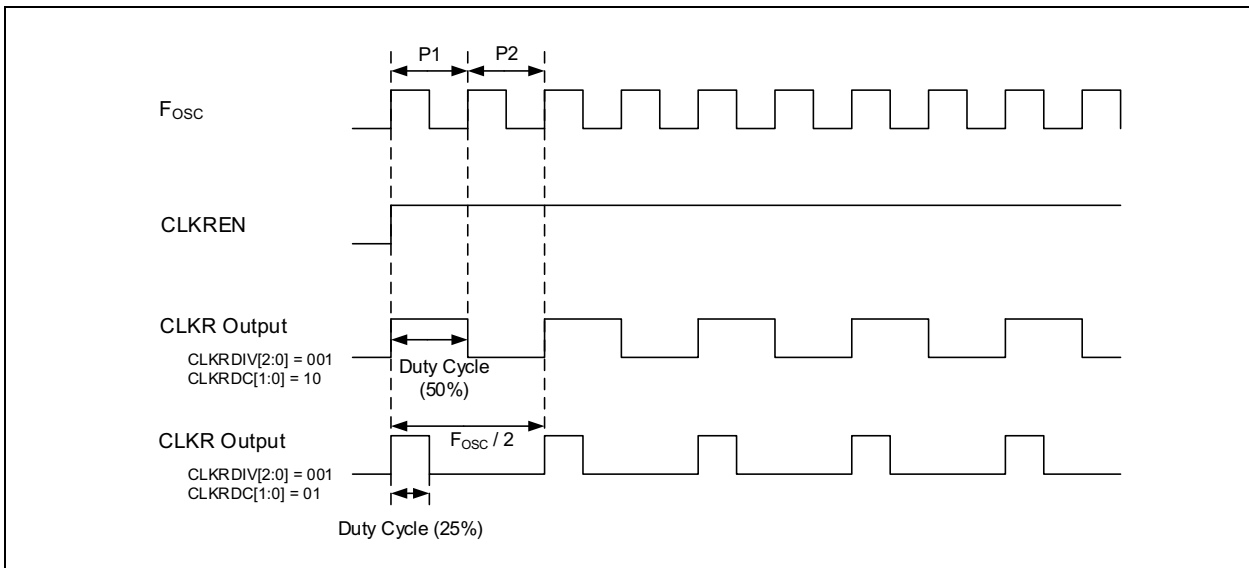 P1 P2
FOSC
CLKREN
CLKR Output
CLKRDIV[2:0] = 001
CLKRDC[1:0] = 10
Duty Cycle
(50%)
FOSC / 2
CLKR Output
CLKRDIV[2:0] = 001
CLKRDC[1:0] = 01
Duty Cycle (25%)